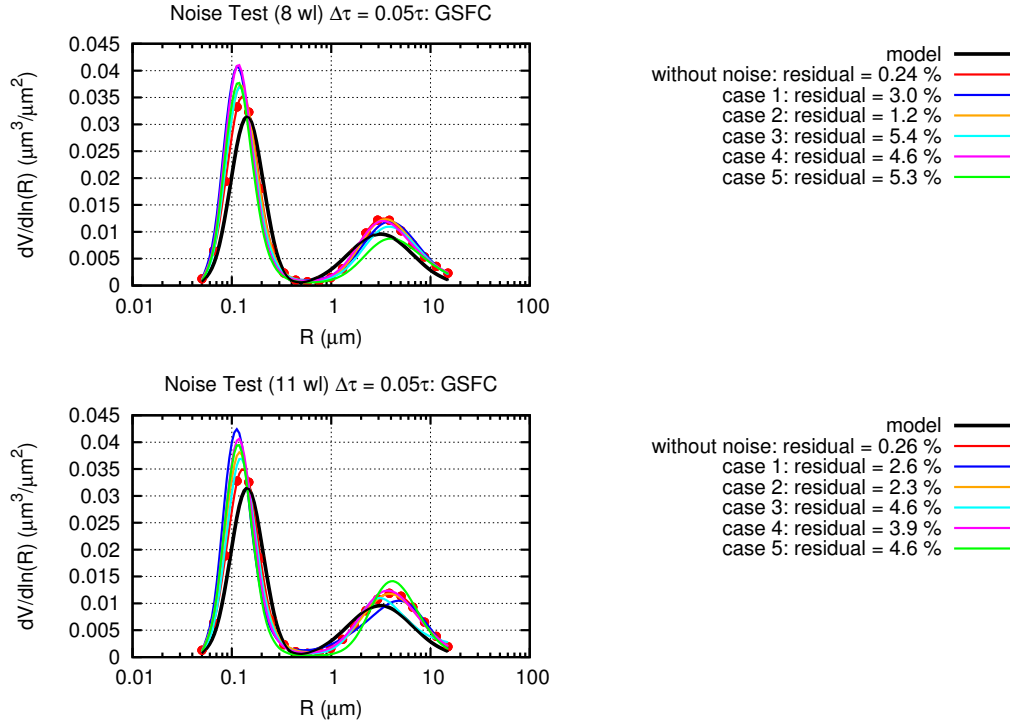 Noise Test (8 wl) Δτ = 0.05τ: GSFC
dV/dln(R) (μm³/μm²)
0.045
0.04
0.035
0.03
0.025
0.02
0.015
0.01
0.005
0
0.01 0.1 1 10 100
R (μm)
model
without noise: residual = 0.24 %
case 1: residual = 3.0 %
case 2: residual = 1.2 %
case 3: residual = 5.4 %
case 4: residual = 4.6 %
case 5: residual = 5.3 %
Noise Test (11 wl) Δτ = 0.05τ: GSFC
dV/dln(R) (μm³/μm²)
0.045
0.04
0.035
0.03
0.025
0.02
0.015
0.01
0.005
0
0.01 0.1 1 10 100
R (μm)
model
without noise: residual = 0.26 %
case 1: residual = 2.6 %
case 2: residual = 2.3 %
case 3: residual = 4.6 %
case 4: residual = 3.9 %
case 5: residual = 4.6 %